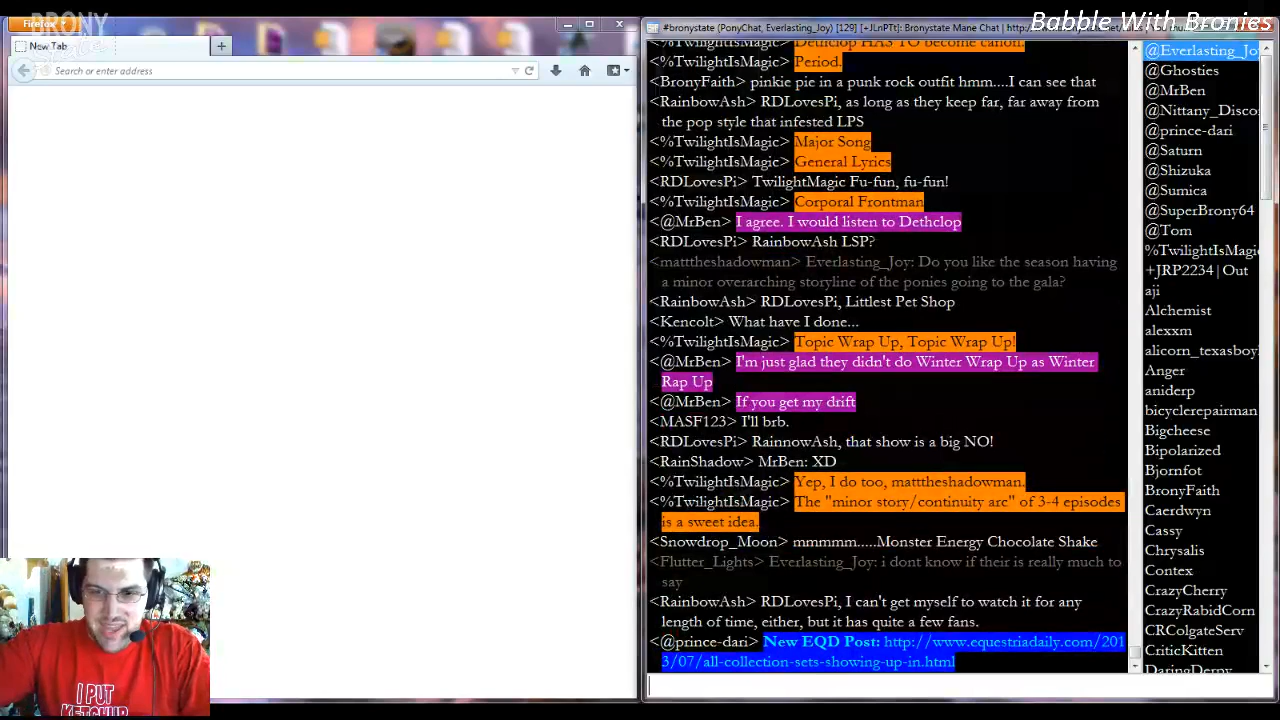 Firefox
BRONY
Babble With Bronies
#bronystate (PonyChat, Everlasting_Joy) [129] [+JLnPTt]: Bronystate Mane Chat | http://
New Tab
Search or enter address
<%TwilightIsMagic> Dethclop HAS TO become canon.
<%TwilightIsMagic> Period.
<BronyFaith> pinkie pie in a punk rock outfit hmm....I can see that
<RainbowAsh> RDLovesPi, as long as they keep far, far away from
the pop style that infested LPS
<%TwilightIsMagic> Major Song
<%TwilightIsMagic> General Lyrics
<RDLovesPi> TwilightMagic Fu-fun, fu-fun!
<%TwilightIsMagic> Corporal Frontman
<@MrBen> I agree. I would listen to Dethclop
<RDLovesPi> RainbowAsh LSP?
<matttheshadowman> Everlasting_Joy: Do you like the season having
a minor overarching storyline of the ponies going to the gala?
<RainbowAsh> RDLovesPi, Littlest Pet Shop
<Kencolt> What have I done...
<%TwilightIsMagic> Topic Wrap Up, Topic Wrap Up!
<@MrBen> I'm just glad they didn't do Winter Wrap Up as Winter
Rap Up
<@MrBen> If you get my drift
<MASF123> I'll brb.
<RDLovesPi> RainnowAsh, that show is a big NO!
<RainShadow> MrBen: XD
<%TwilightIsMagic> Yep, I do too, matttheshadowman.
<%TwilightIsMagic> The "minor story/continuity arc" of 3-4 episodes
is a sweet idea.
<Snowdrop_Moon> mmmmm.....Monster Energy Chocolate Shake
<Flutter_Lights> Everlasting_Joy: i dont know if their is really much to
say
<RainbowAsh> RDLovesPi, I can't get myself to watch it for any
length of time, either, but it has quite a few fans.
<@prince-dari> New EQD Post: http://www.equestriadaily.com/201
3/07/all-collection-sets-showing-up-in.html
@Everlasting_Joy
@Ghosties
@MrBen
@Nittany_Disco
@prince-dari
@Saturn
@Shizuka
@Sumica
@SuperBrony64
@Tom
%TwilightIsMagic
+JRP2234|Out
aji
Alchemist
alexxm
alicorn_texasboy
Anger
aniderp
bicyclerepairman
Bigcheese
Bipolarized
Bjornfot
BronyFaith
Caerdwyn
Cassy
Chrysalis
Contex
CrazyCherry
CrazyRabidCorn
CRColgateServ
CriticKitten
DaringDerpy
I PUT
KETCHUP